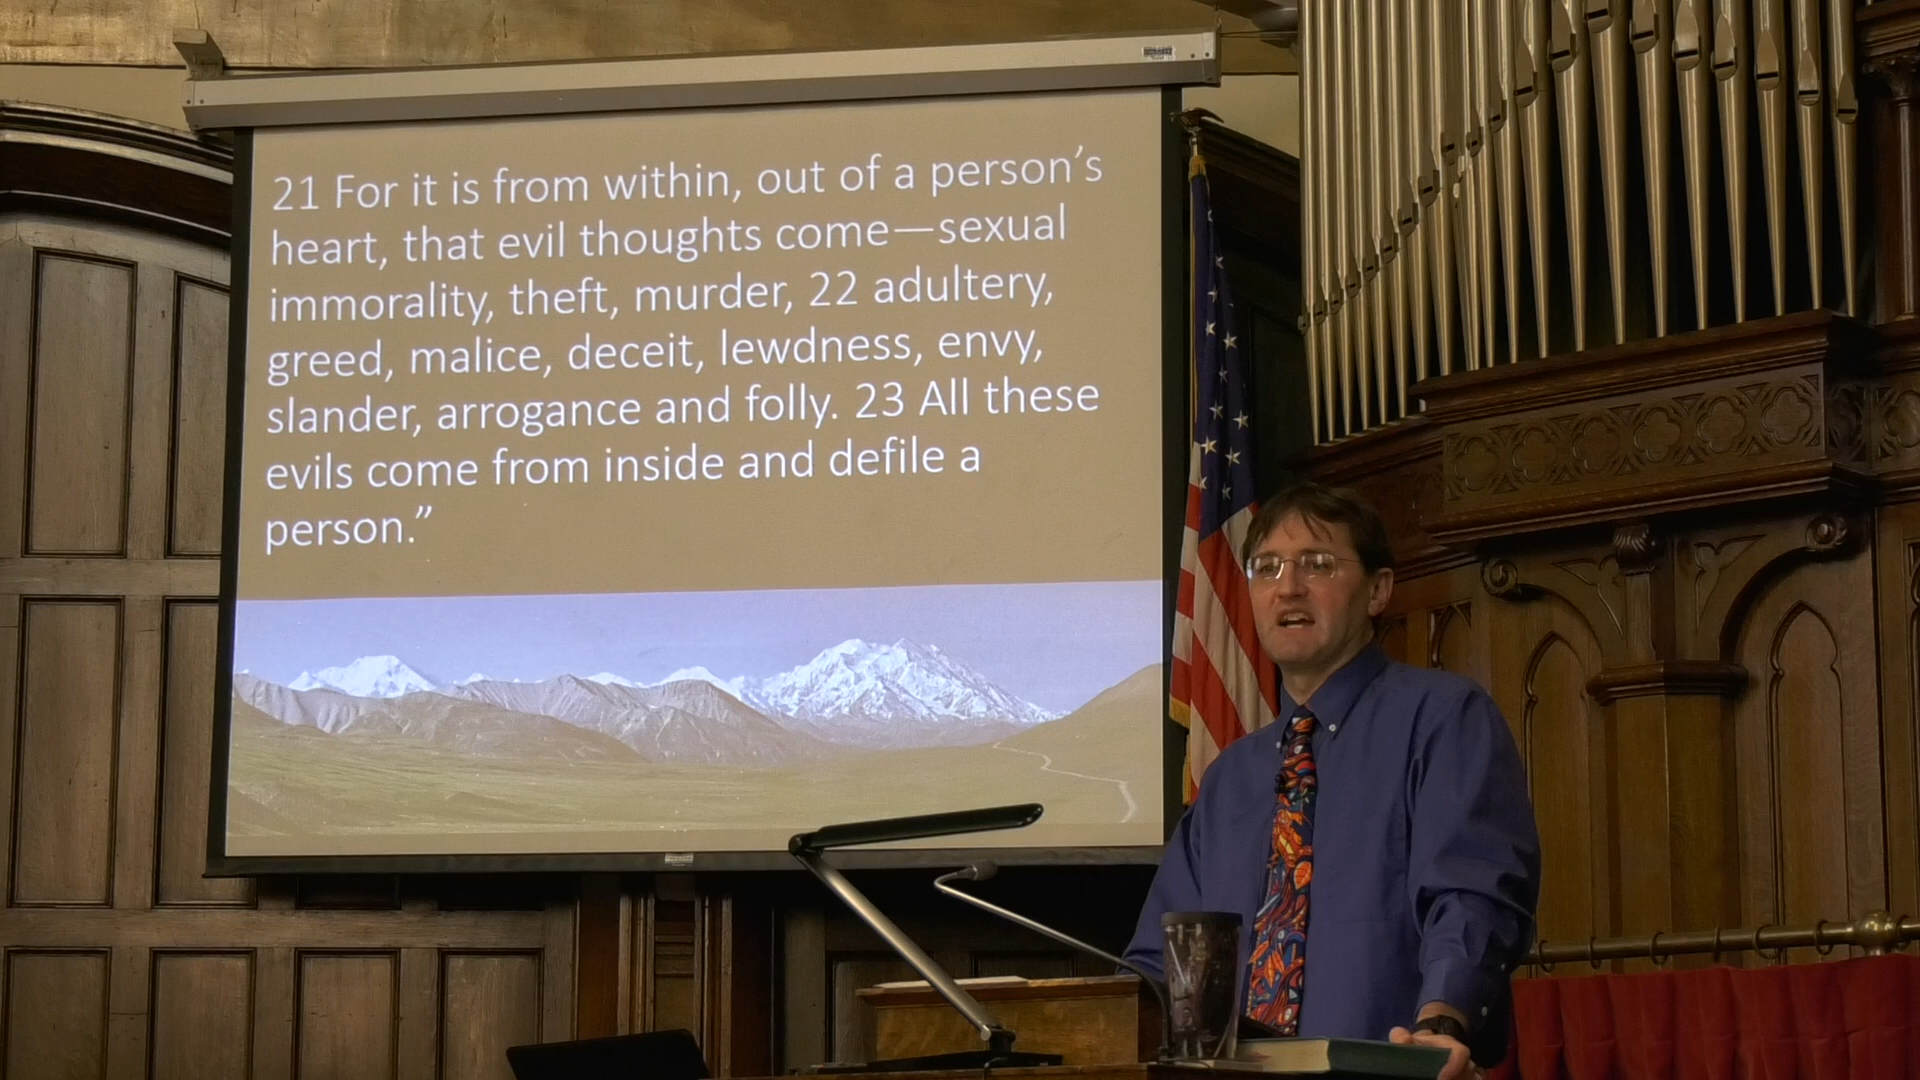 21 For it is from within, out of a person's
heart, that evil thoughts come—sexual
immorality, theft, murder, 22 adultery,
greed, malice, deceit, lewdness, envy,
slander, arrogance and folly. 23 All these
evils come from inside and defile a
person.”